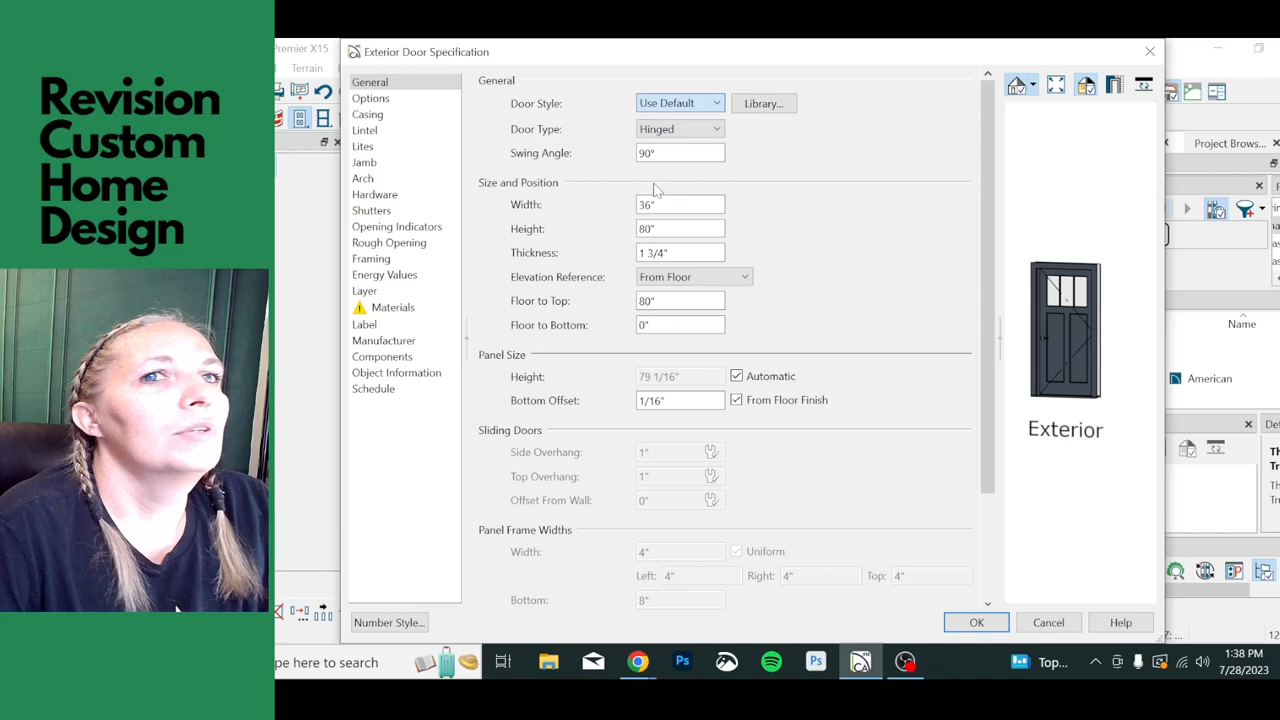 Revision
Custom
Home
Design
Premier X15
Terrain
Exterior Door Specification
General
Options
Casing
Lintel
Lites
Jamb
Arch
Hardware
Shutters
Opening Indicators
Rough Opening
Framing
Energy Values
Layer
Materials
Label
Manufacturer
Components
Object Information
Schedule
Number Style...
General
Door Style: Use Default Library...
Door Type: Hinged
Swing Angle: 90°
Size and Position
Width: 36"
Height: 80"
Thickness: 1 3/4"
Elevation Reference: From Floor
Floor to Top: 80"
Floor to Bottom: 0"
Panel Size
Height: 79 1/16" Automatic
Bottom Offset: 1/16" From Floor Finish
Sliding Doors
Side Overhang: 1"
Top Overhang: 1"
Offset From Wall: 0"
Panel Frame Widths
Width: 4" Uniform
Left: 4" Right: 4" Top: 4"
Bottom: 8"
OK Cancel Help
Exterior
Project Brows...
Name
American
pe here to search
Top...
1:38 PM
7/28/2023